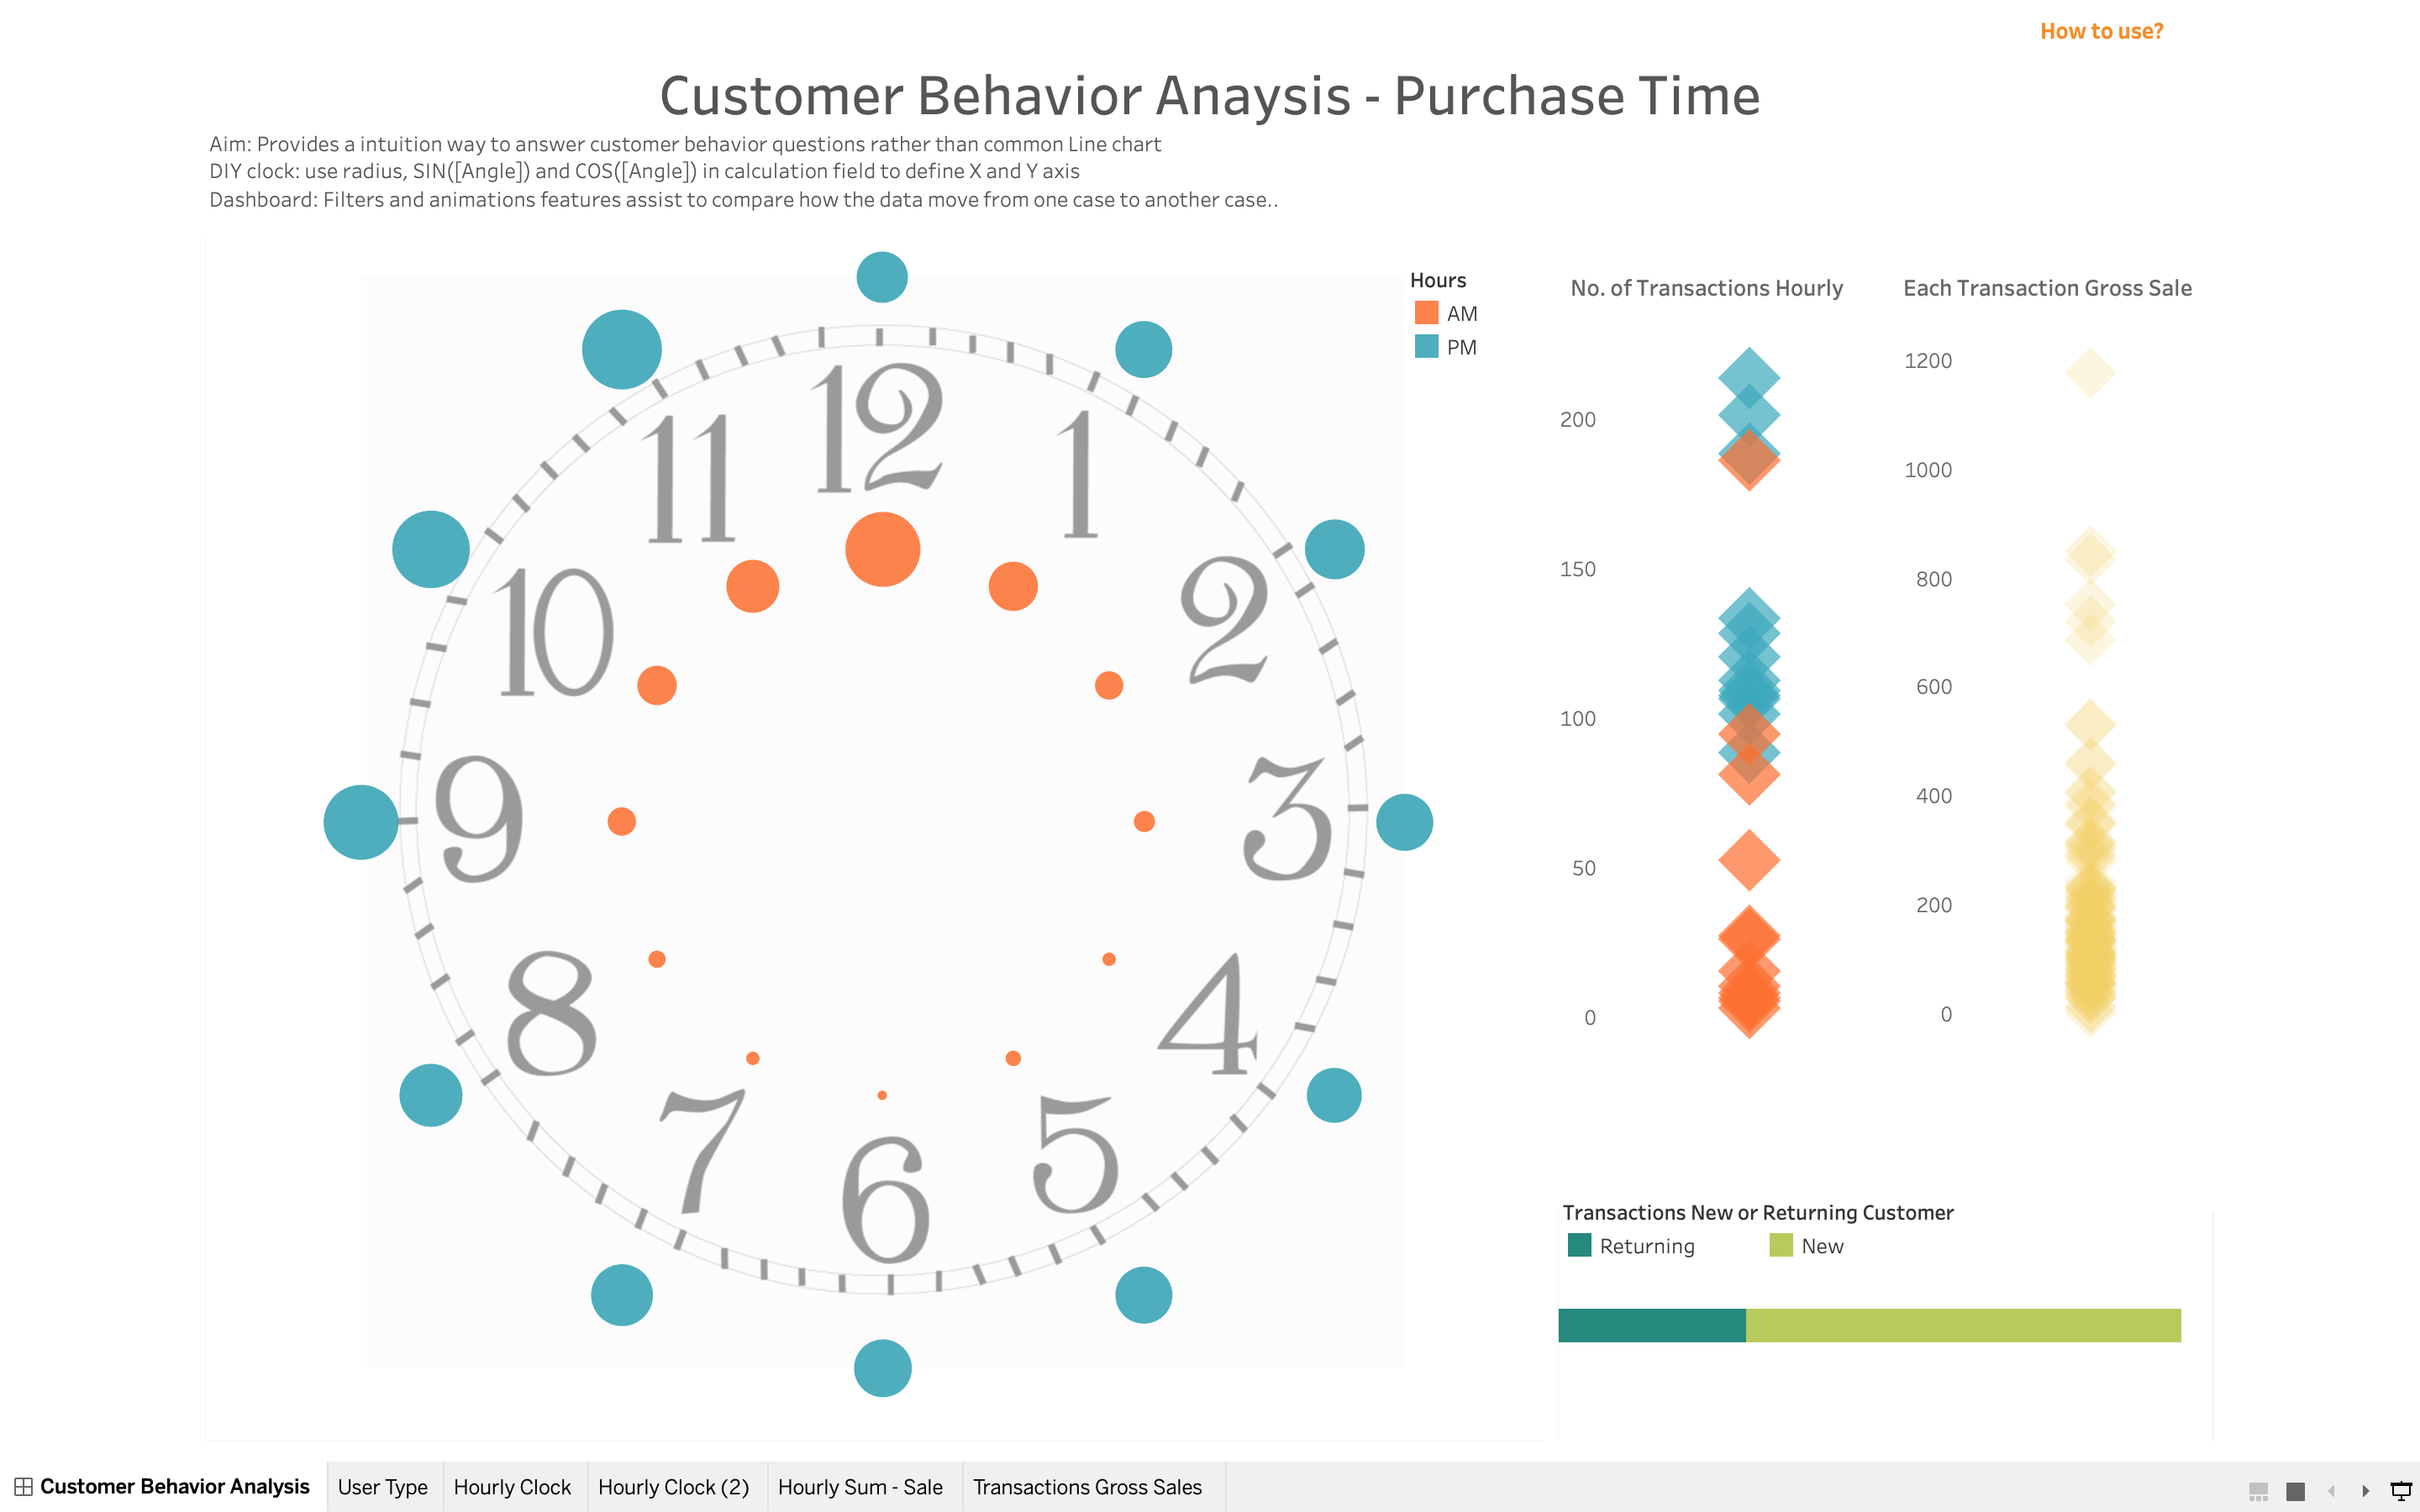 How to use?
Customer Behavior Anaysis - Purchase Time
Aim: Provides a intuition way to answer customer behavior questions rather than common Line chart
DIY clock: use radius, SIN([Angle]) and COS([Angle]) in calculation field to define X and Y axis
Dashboard: Filters and animations features assist to compare how the data move from one case to another case..
12
1
2
3
4
5
6
7
8
9
10
11
Hours
AM
PM
No. of Transactions Hourly
200
150
100
50
0
Each Transaction Gross Sale
1200
1000
800
600
400
200
0
Transactions New or Returning Customer
Returning New
Customer Behavior Analysis User Type Hourly Clock Hourly Clock (2) Hourly Sum - Sale Transactions Gross Sales